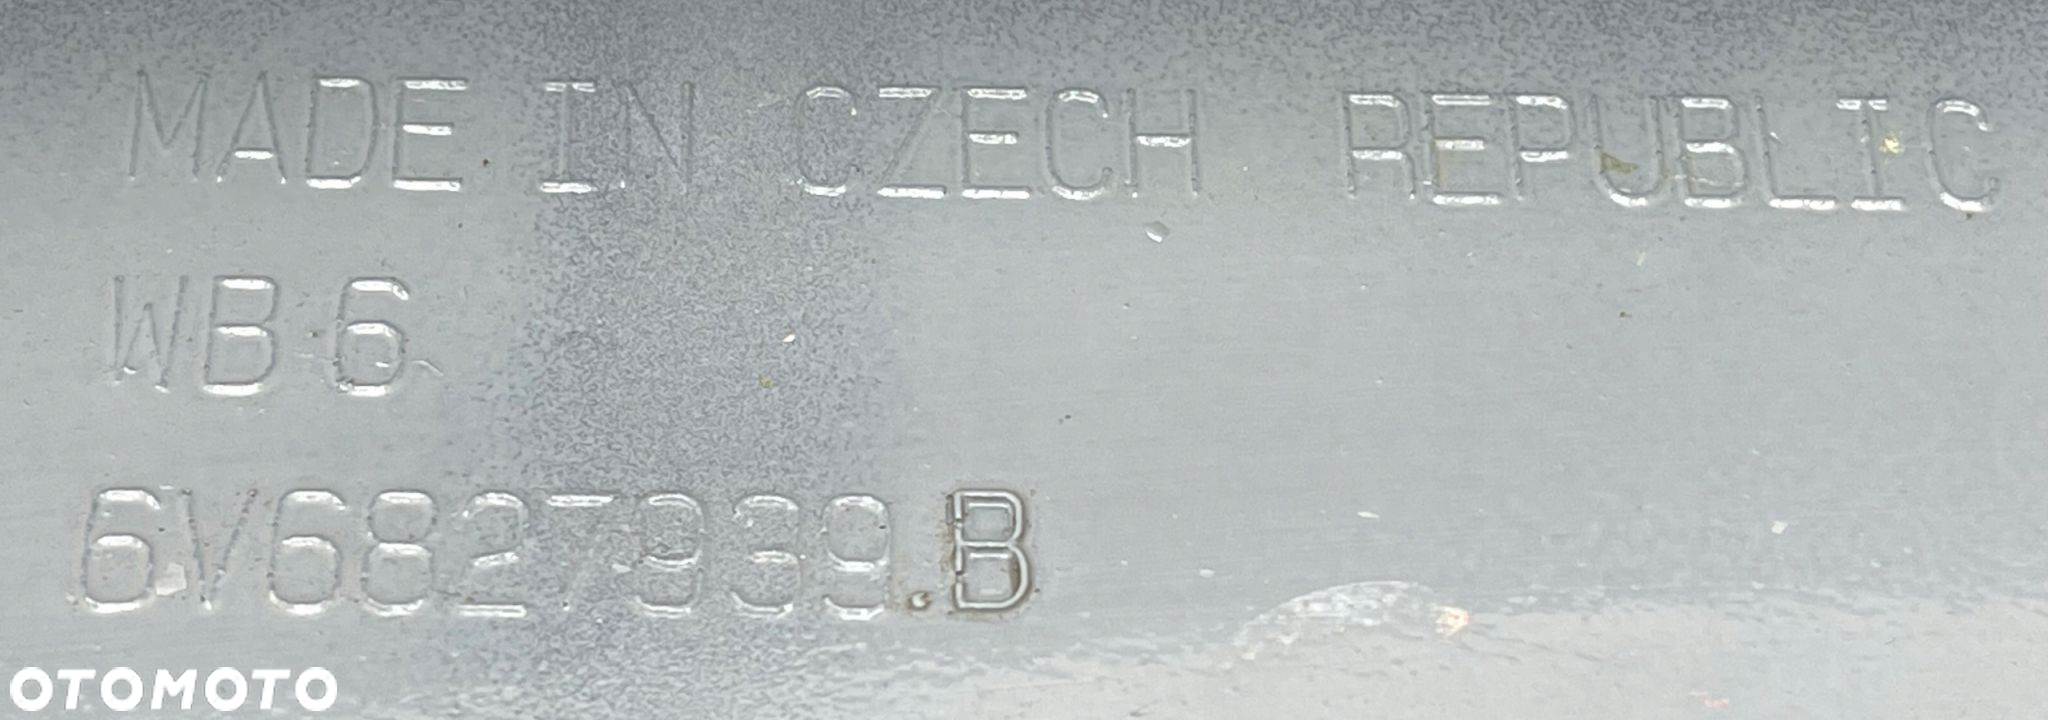 MADE IN CZECH REPUBLIC
WB 6
6V6827939.B
OTOMOTO